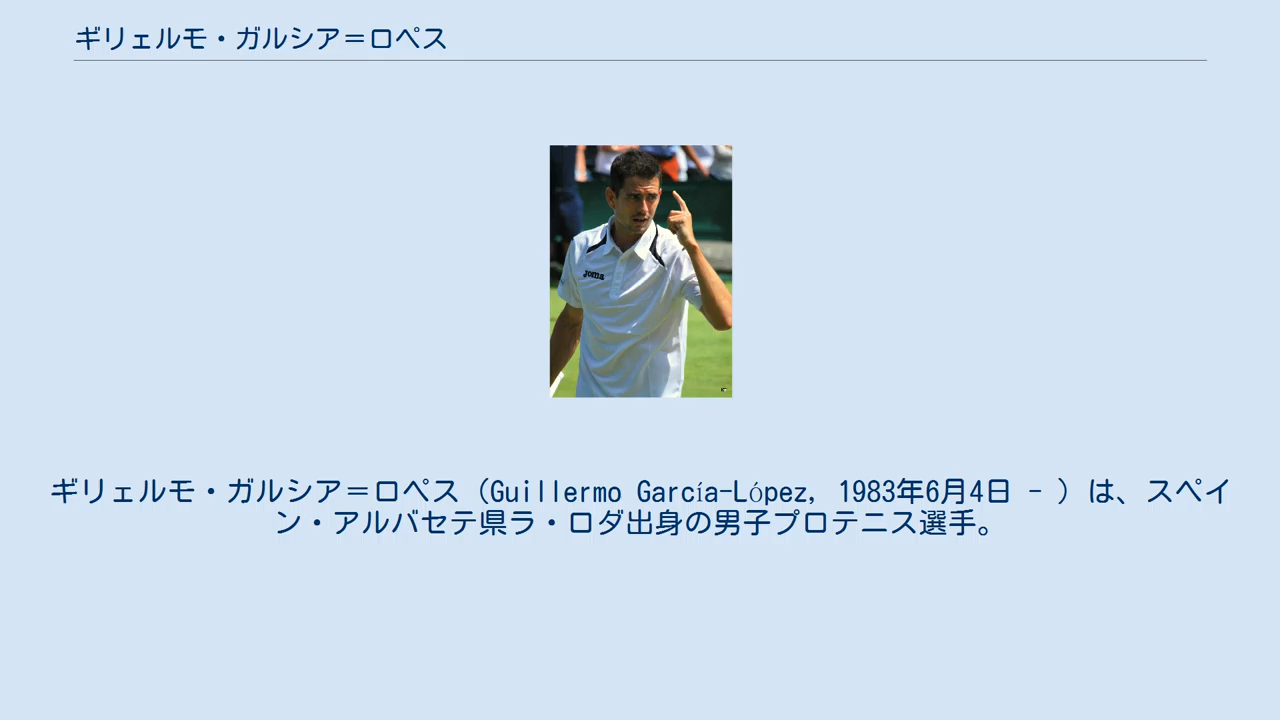 ギリェルモ・ガルシア＝ロペス
joma
ギリェルモ・ガルシア＝ロペス（Guillermo García-López, 1983年6月4日 - ）は、スペイ
ン・アルバセテ県ラ・ロダ出身の男子プロテニス選手。